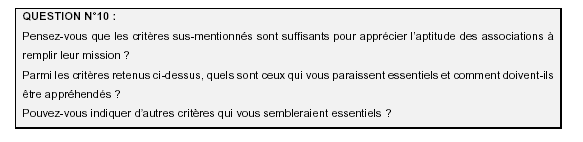 QUESTION N°10 :
Pensez-vous que les critères sus-mentionnés sont suffisants pour apprécier l'aptitude des associations à
remplir leur mission ?
Parmi les critères retenus ci-dessus, quels sont ceux qui vous paraissent essentiels et comment doivent-ils
être appréhendés ?
Pouvez-vous indiquer d'autres critères qui vous sembleraient essentiels ?